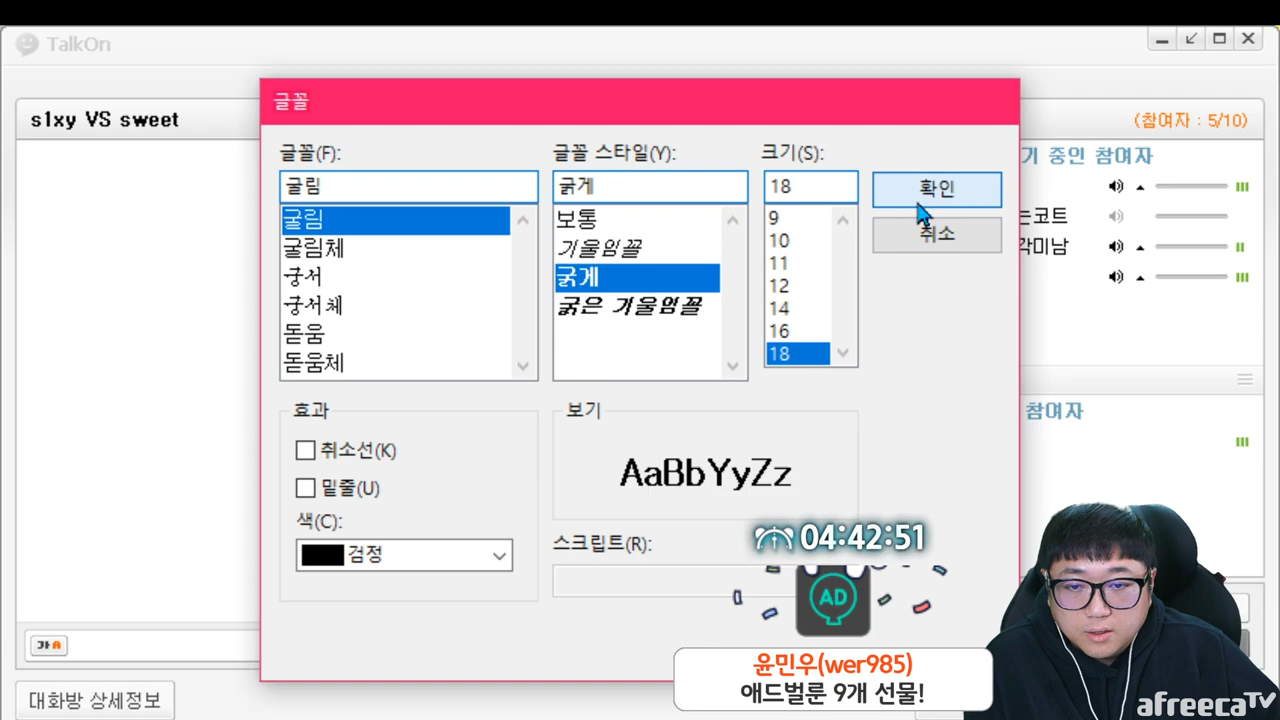 TalkOn
s1xy VS sweet
(참여자 : 5/10)
글꼴
글꼴(F):
글꼴 스타일(Y):
크기(S):
굴림
굵게
18
확인
취소
굴림
굴림체
궁서
궁서체
돋움
돋움체
보통
기울임꼴
굵게
굵은 기울임꼴
9
10
11
12
14
16
18
기 중인 참여자
는코트
각미남
참여자
효과
취소선(K)
밑줄(U)
색(C):
검정
보기
AaBbYyZz
스크립트(R):
04:42:51
AD
윤민우(wer985)
애드벌룬 9개 선물!
가
대화방 상세정보
afreecaTV